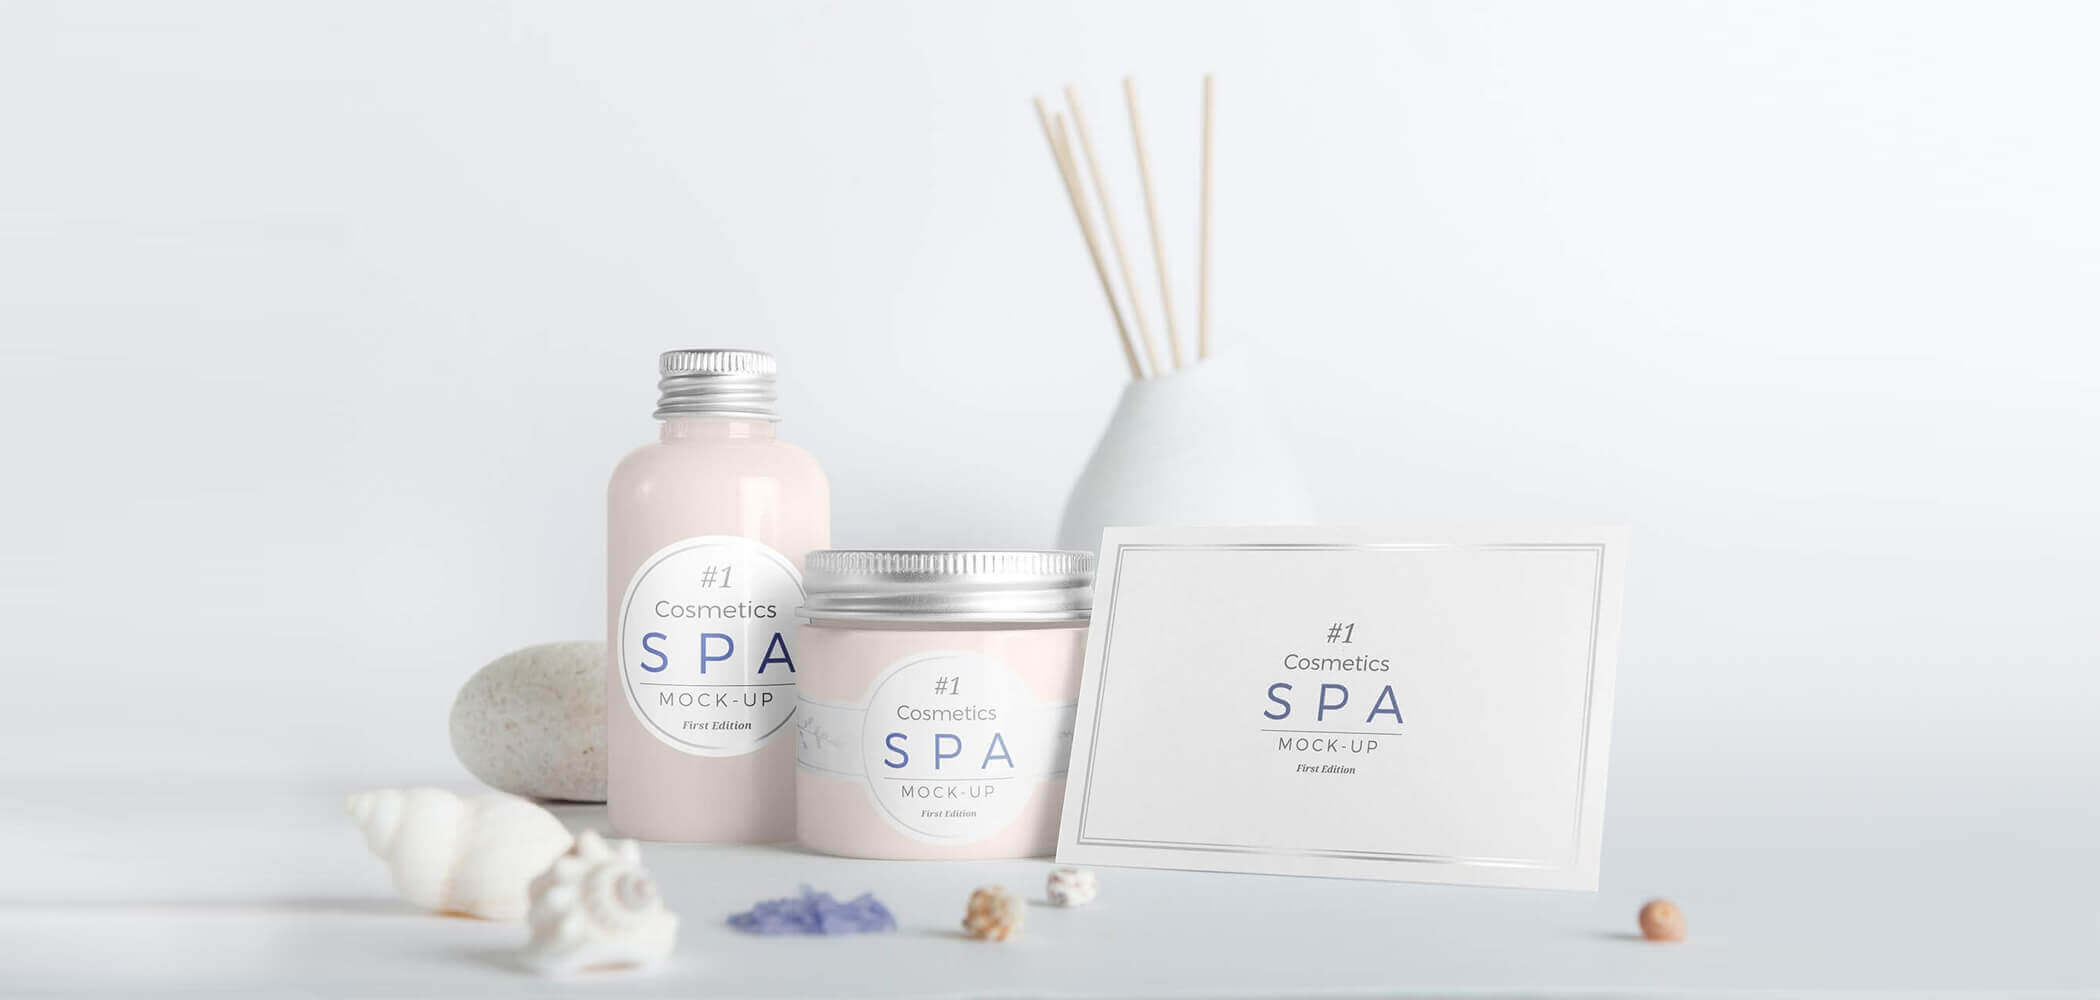 #1
Cosmetics
SPA
MOCK-UP
First Edition
#1
Cosmetics
SPA
MOCK-UP
First Edition
#1
Cosmetics
SPA
MOCK-UP
First Edition